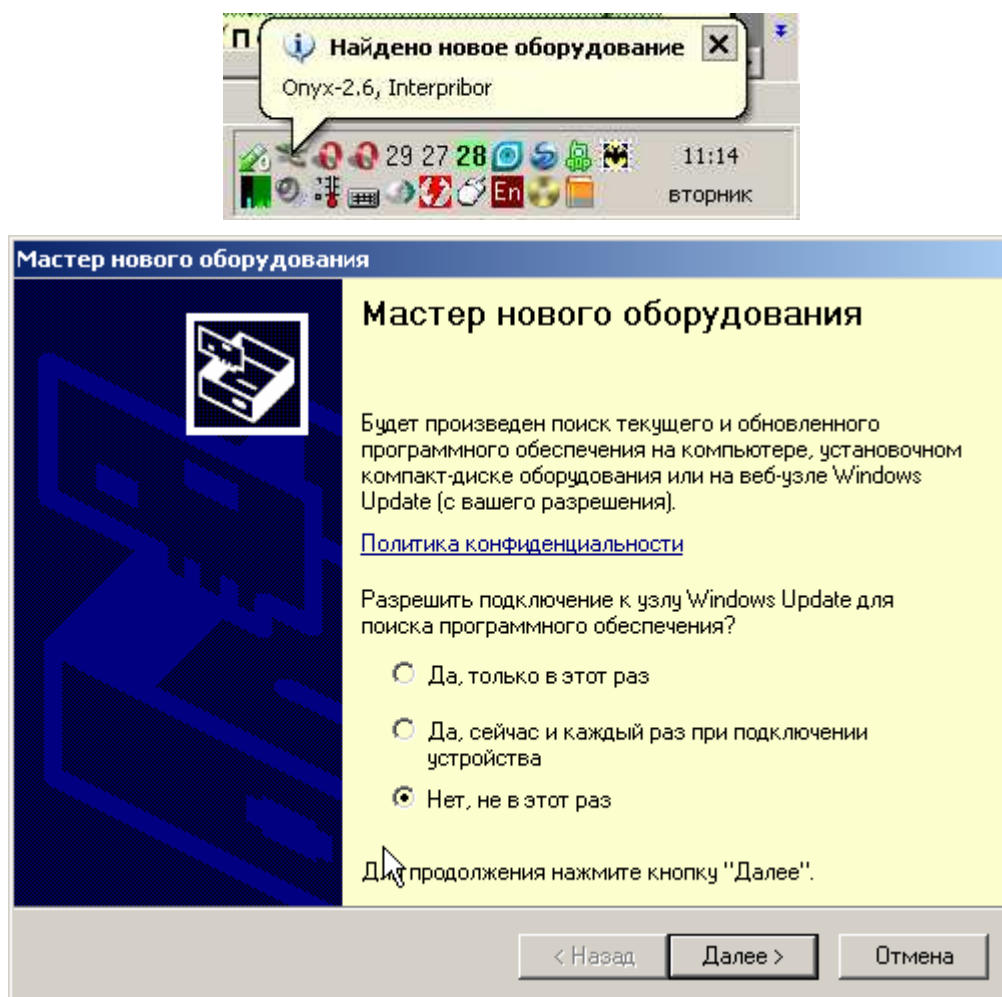 Найдено новое оборудование
Onyx-2.6, Interpribor
29 27 28 11:14
En вторник
Мастер нового оборудования
Мастер нового оборудования
Будет произведен поиск текущего и обновленного
программного обеспечения на компьютере, установочном
компакт-диске оборудования или на веб-узле Windows
Update (с вашего разрешения).
Политика конфиденциальности
Разрешить подключение к узлу Windows Update для
поиска программного обеспечения?
Да, только в этот раз
Да, сейчас и каждый раз при подключении
устройства
Нет, не в этот раз
Для продолжения нажмите кнопку "Далее".
< Назад Далее > Отмена